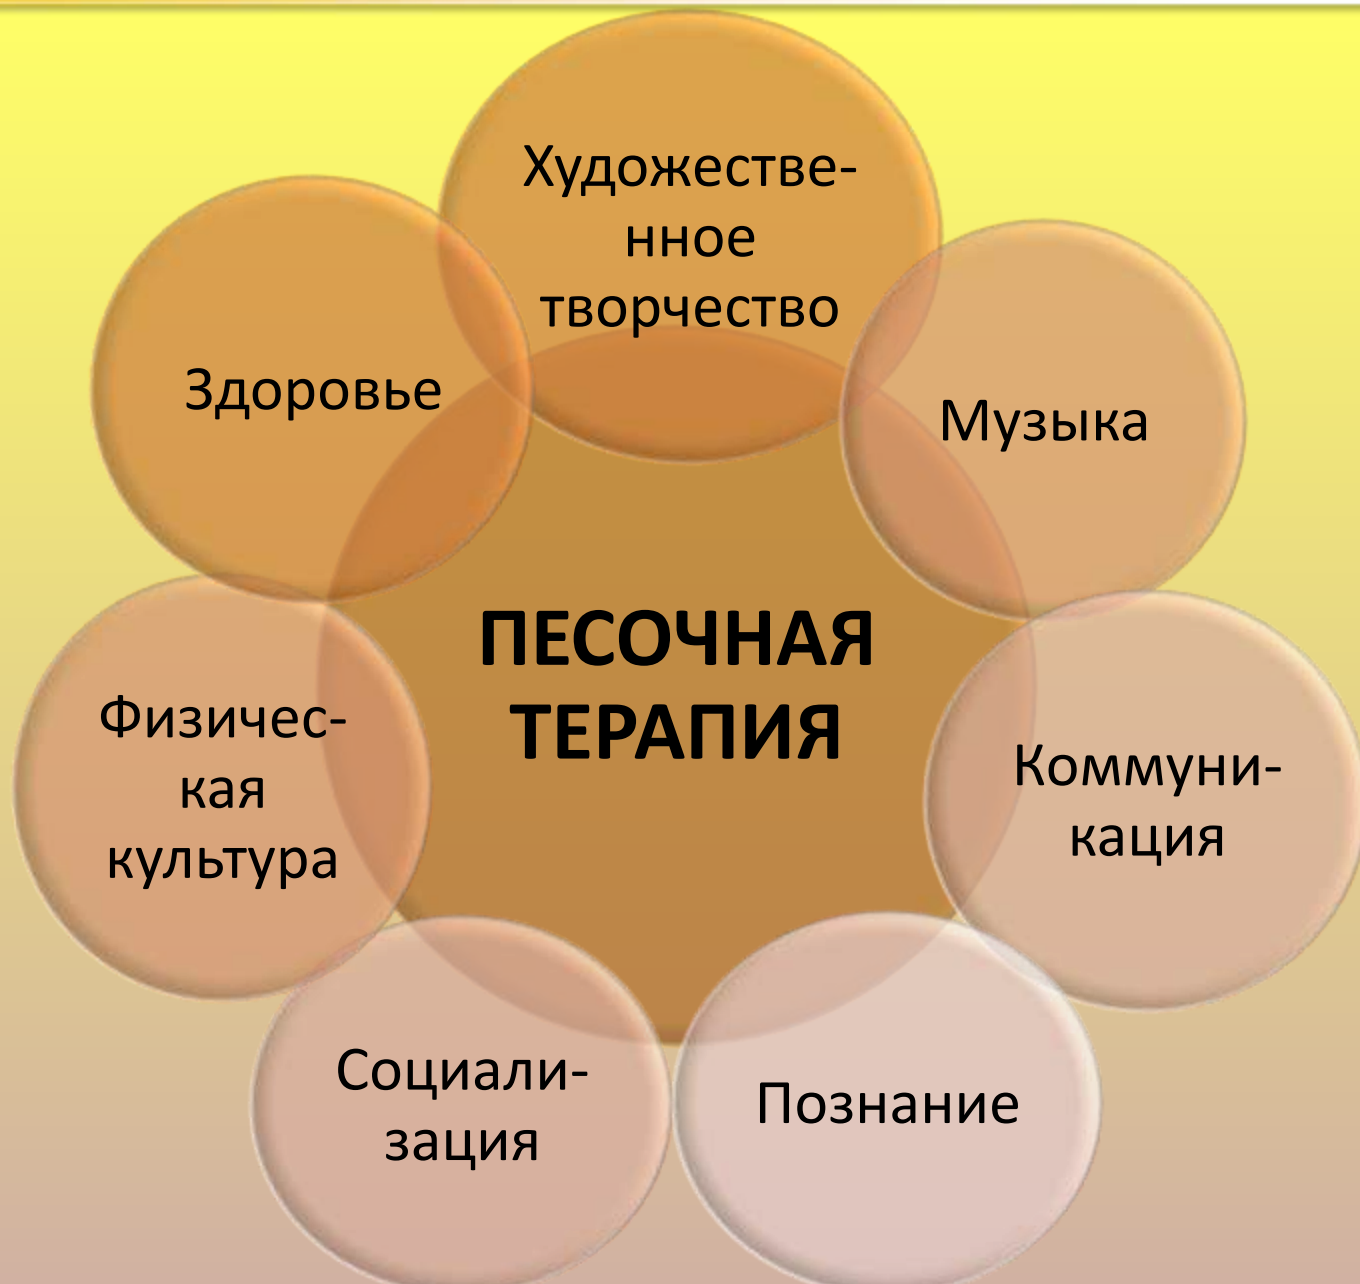 Художестве-
нное
творчество
Здоровье
Музыка
ПЕСОЧНАЯ
ТЕРАПИЯ
Физичес-
кая
культура
Коммуни-
кация
Социали-
зация
Познание